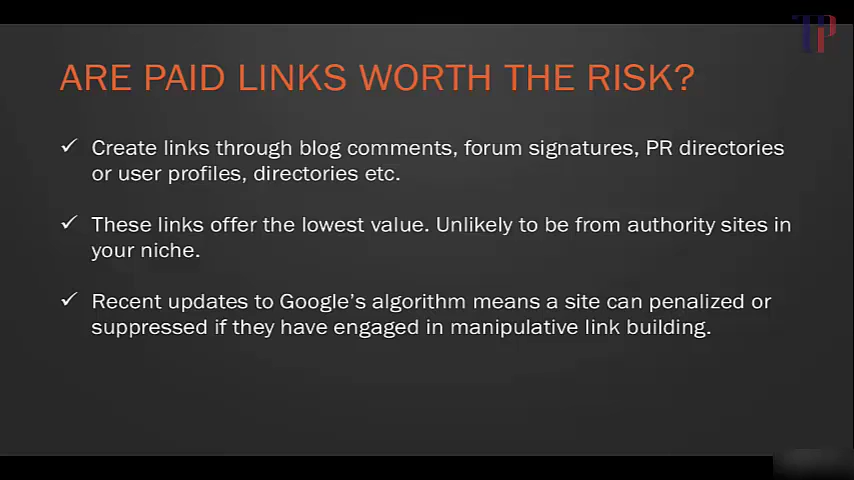 TP
ARE PAID LINKS WORTH THE RISK?
Create links through blog comments, forum signatures, PR directories
or user profiles, directories etc.
These links offer the lowest value. Unlikely to be from authority sites in
your niche.
Recent updates to Google's algorithm means a site can penalized or
suppressed if they have engaged in manipulative link building.